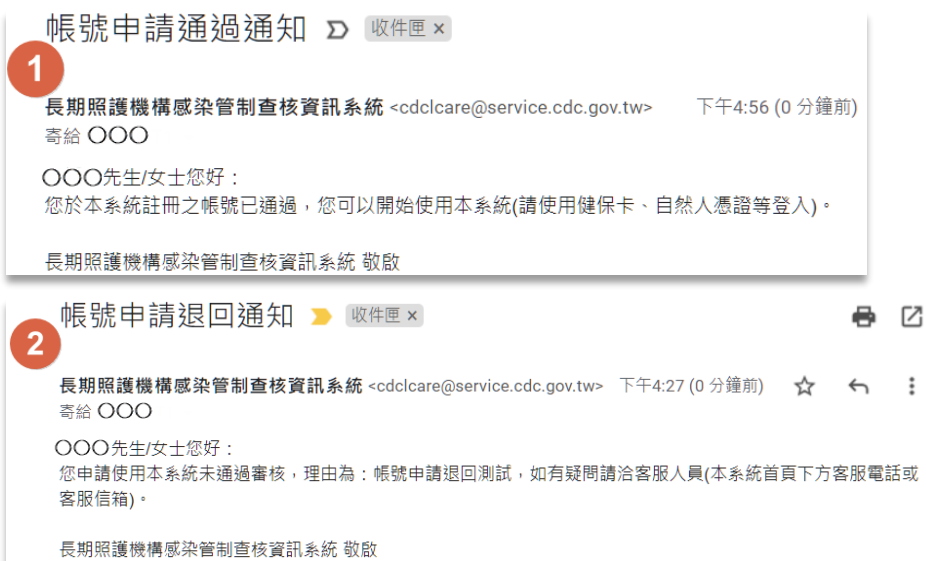 帳號申請通過通知 收件匣 ×
1
長期照護機構感染管制查核資訊系統 <cdclcare@service.cdc.gov.tw> 下午4:56 (0 分鐘前)
寄給 〇〇〇
〇〇〇先生/女士您好：
您於本系統註冊之帳號已通過，您可以開始使用本系統(請使用健保卡、自然人憑證等登入)。
長期照護機構感染管制查核資訊系統 敬啟
帳號申請退回通知 收件匣 ×
2
長期照護機構感染管制查核資訊系統 <cdclcare@service.cdc.gov.tw> 下午4:27 (0 分鐘前)
寄給 〇〇〇
〇〇〇先生/女士您好：
您申請使用本系統未通過審核，理由為：帳號申請退回測試，如有疑問請洽客服人員(本系統首頁下方客服電話或
客服信箱)。
長期照護機構感染管制查核資訊系統 敬啟